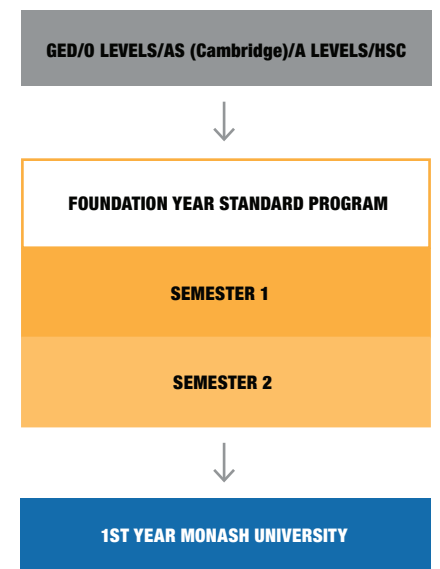 GED/O LEVELS/AS (Cambridge)/A LEVELS/HSC
FOUNDATION YEAR STANDARD PROGRAM
SEMESTER 1
SEMESTER 2
1ST YEAR MONASH UNIVERSITY